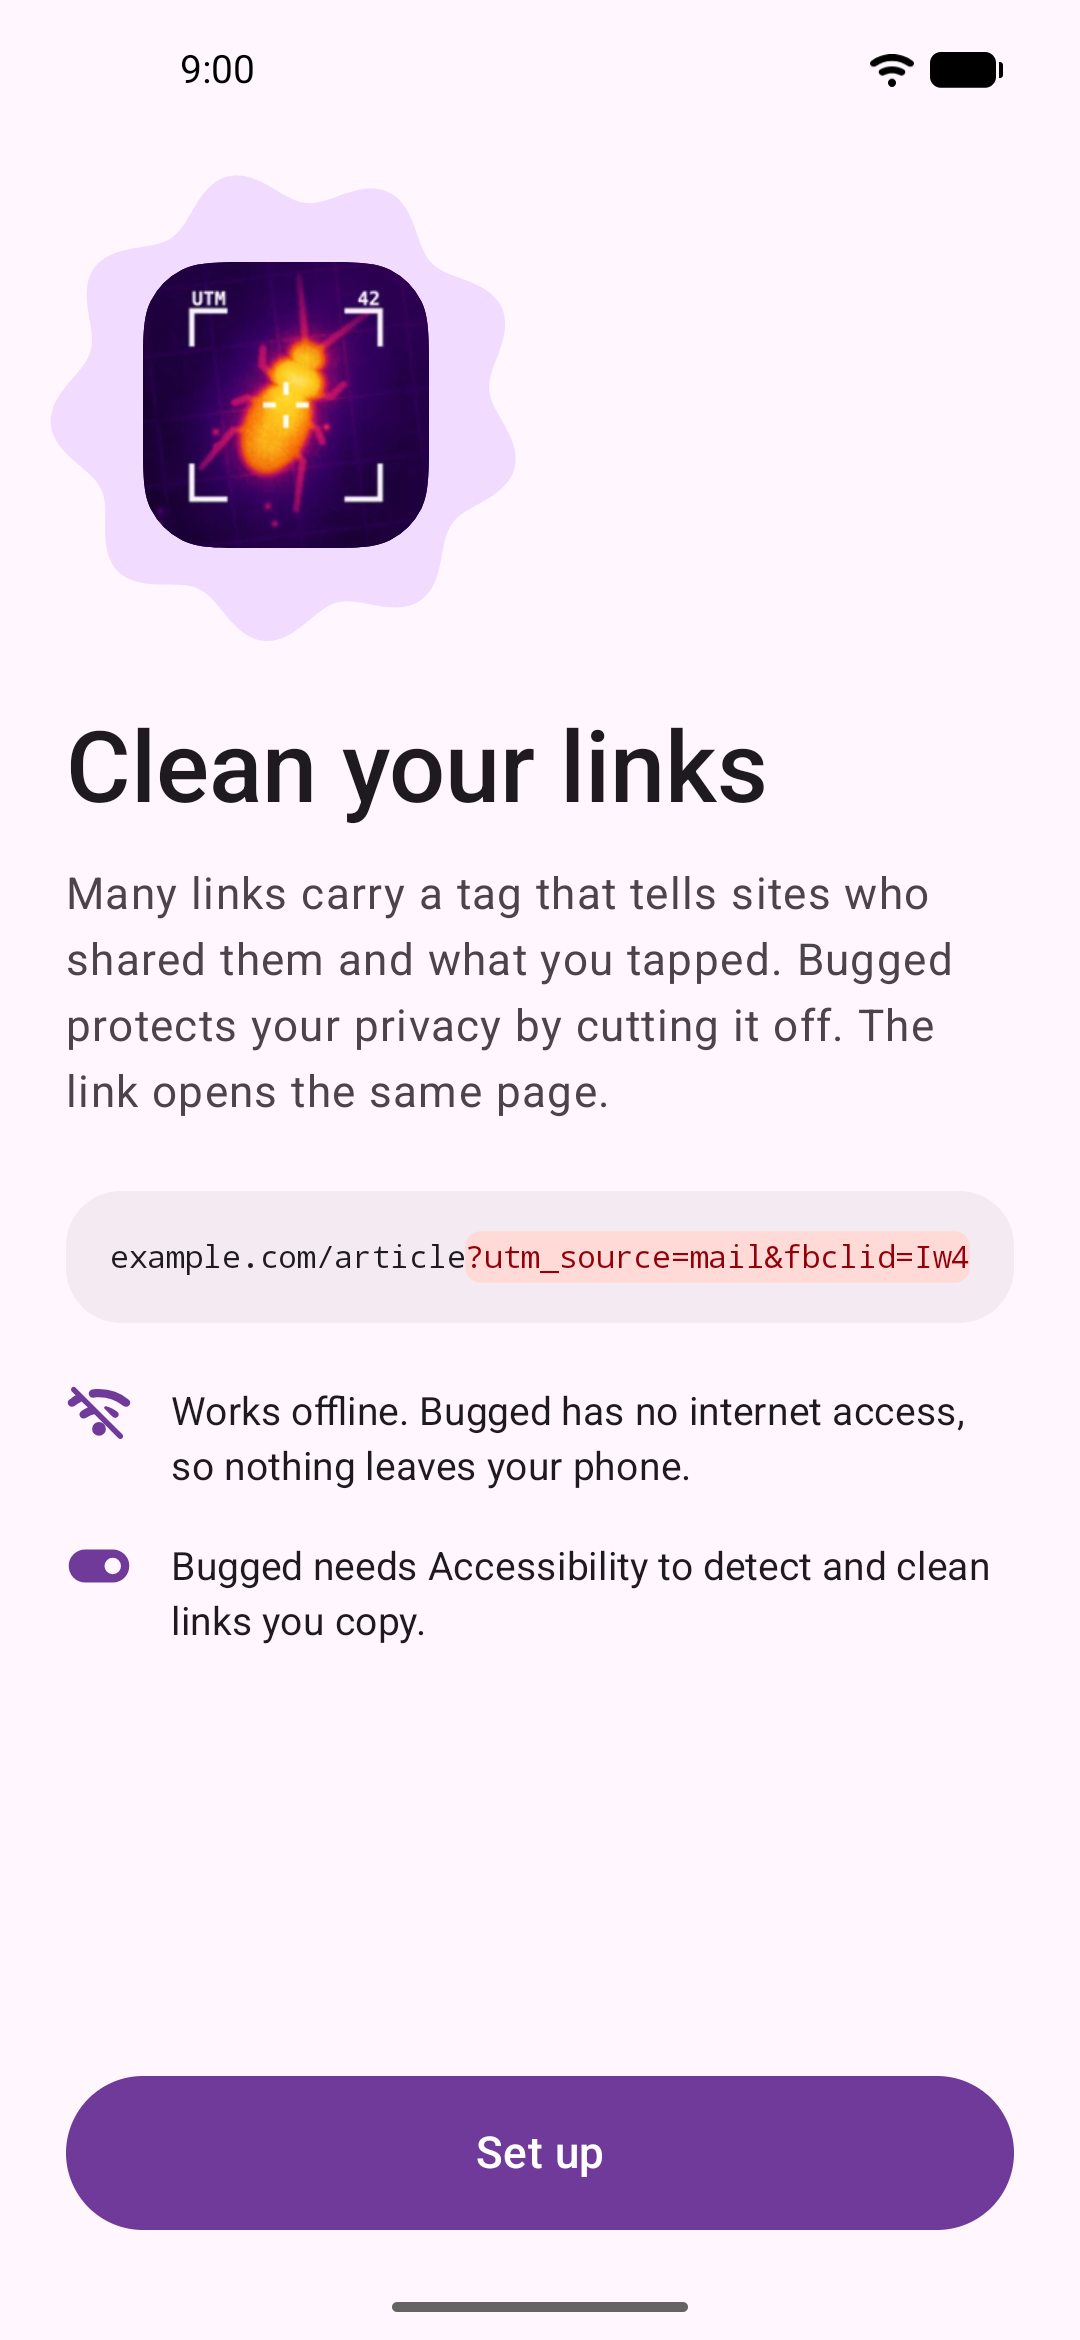 9:00
UTM 42
Clean your links
Many links carry a tag that tells sites who
shared them and what you tapped. Bugged
protects your privacy by cutting it off. The
link opens the same page.
example.com/article?utm_source=mail&fbclid=Iw4
Works offline. Bugged has no internet access,
so nothing leaves your phone.
Bugged needs Accessibility to detect and clean
links you copy.
Set up